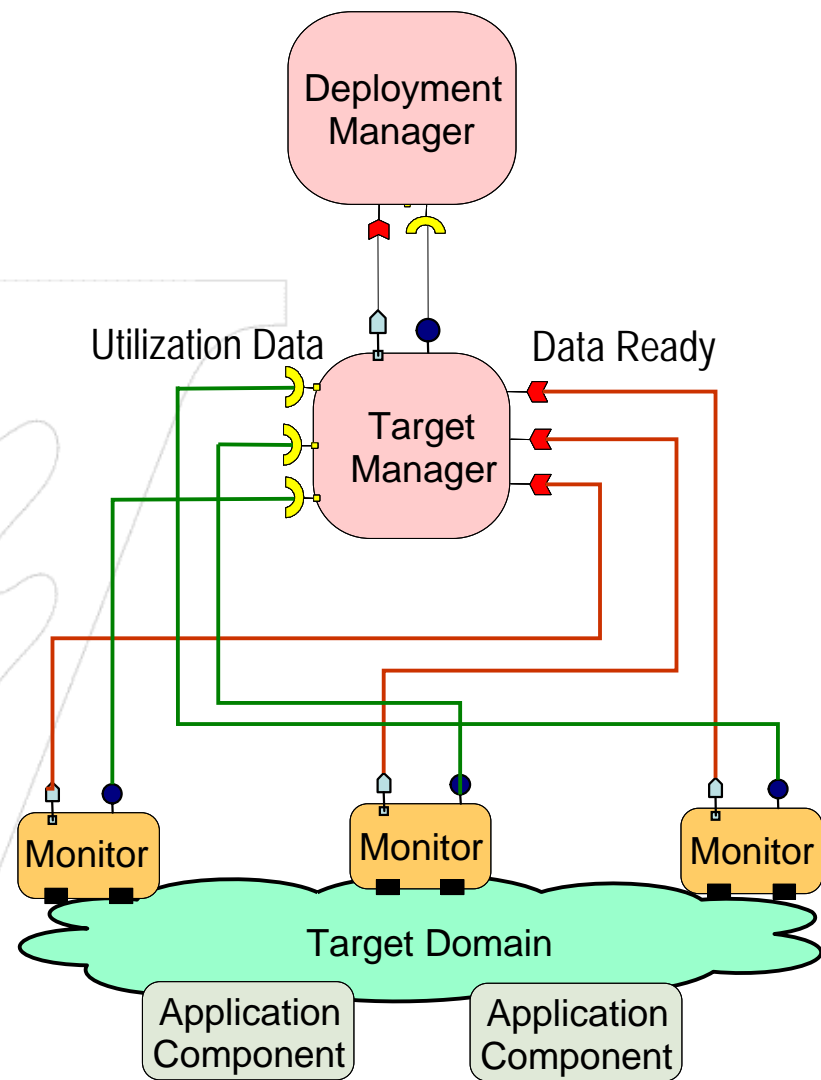 Deployment
Manager
Utilization Data
Data Ready
Target
Manager
Monitor
Monitor
Monitor
Target Domain
Application
Component
Application
Component